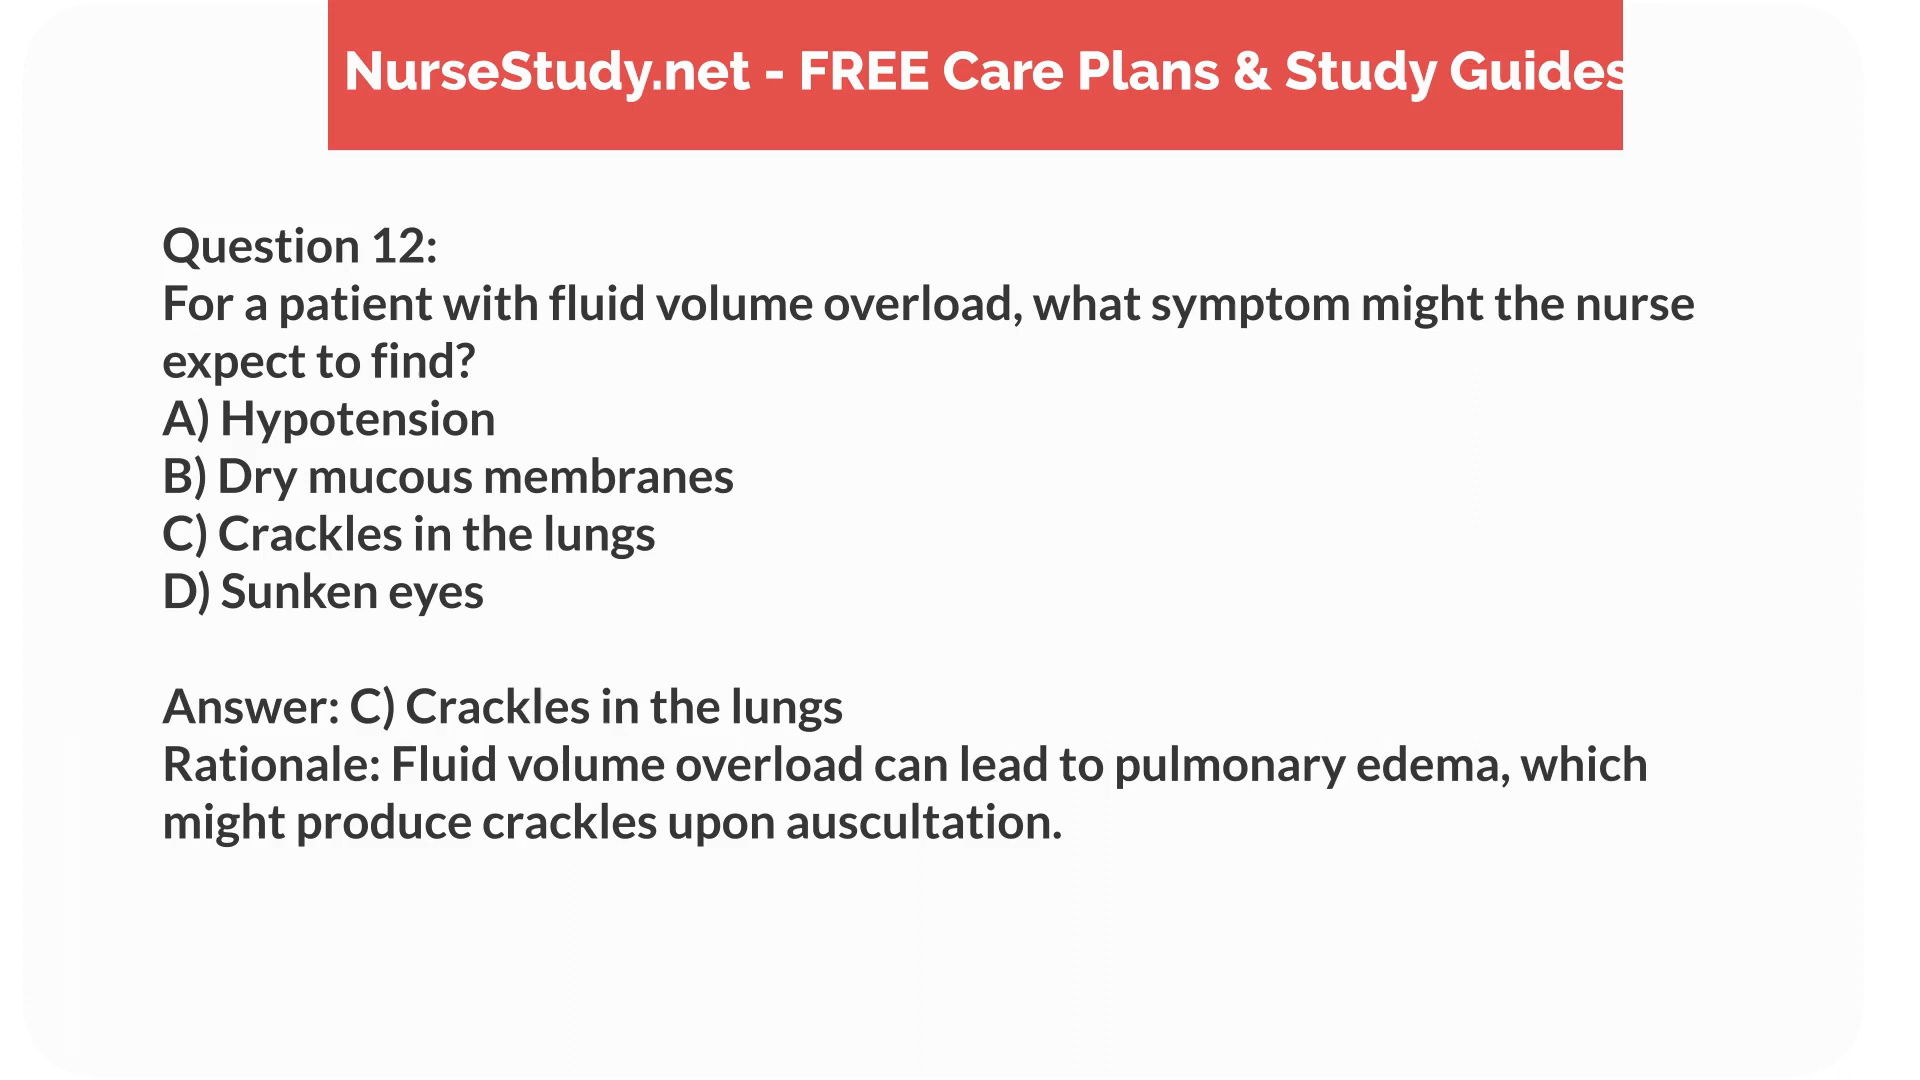 NurseStudy.net - FREE Care Plans & Study Guides
Question 12:
For a patient with fluid volume overload, what symptom might the nurse
expect to find?
A) Hypotension
B) Dry mucous membranes
C) Crackles in the lungs
D) Sunken eyes
Answer: C) Crackles in the lungs
Rationale: Fluid volume overload can lead to pulmonary edema, which
might produce crackles upon auscultation.